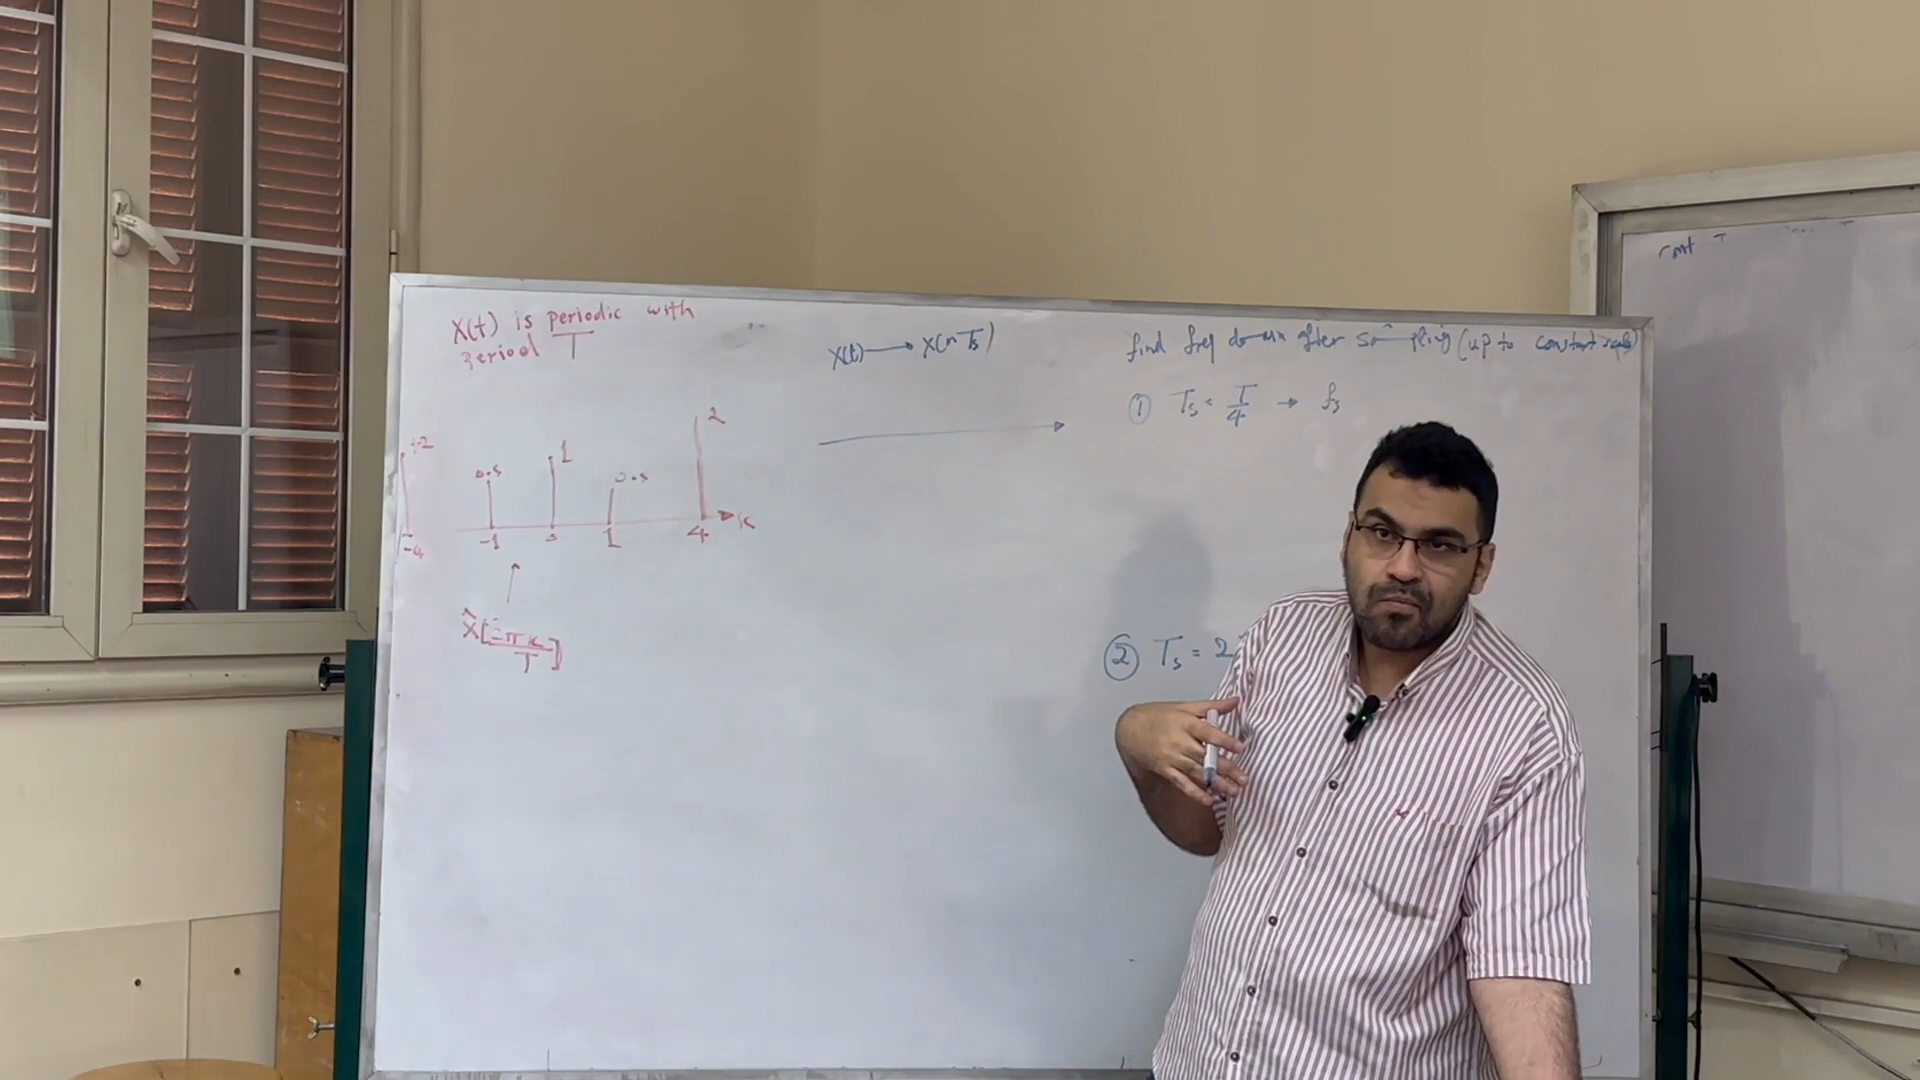 X(t) is periodic with
period T
X(t) → X(nTs)
find freq domain after sampling (up to constant scale)
① Ts = T/4 → fs
+2
0.5
1
0.5
2
-4
-1
0
1
4
k
② Ts = 2
X̃[2πk/T]